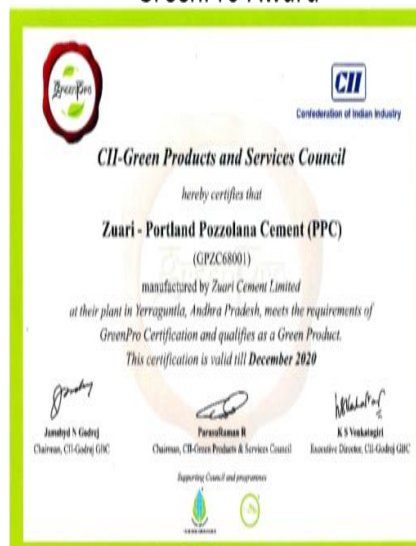 GreenPro Award
GreenPro
CII
Confederation of Indian Industry
CII-Green Products and Services Council
hereby certifies that
Zuari - Portland Pozzolana Cement (PPC)
(GPZC68001)
manufactured by Zuari Cement Limited
at their plant in Yerraguntla, Andhra Pradesh, meets the requirements of
GreenPro Certification and qualifies as a Green Product.
This certification is valid till December 2020
Jamshyd N Godrej
Chairman, CII-Godrej GBC
ParasuRaman R
Chairman, CII-Green Products & Services Council
K S Venkatagiri
Executive Director, CII-Godrej GBC
Supporting Council and programmes